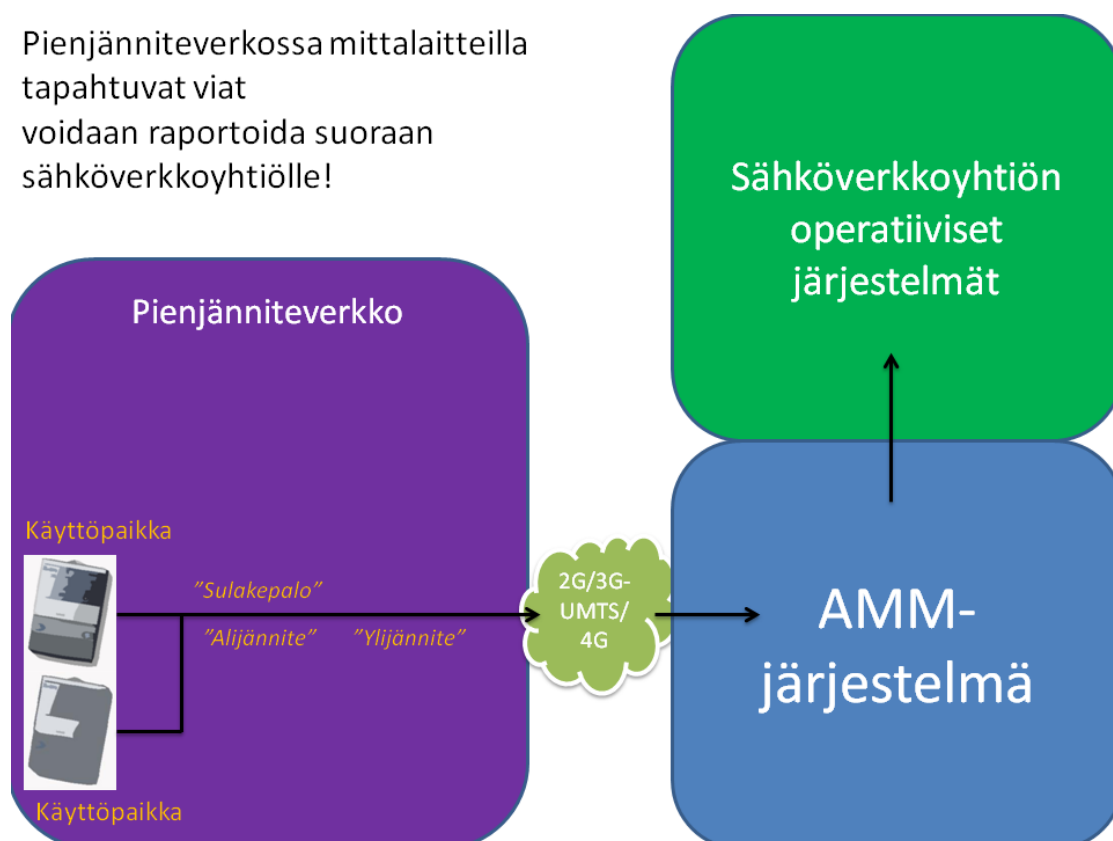 Pienjänniteverkossa mittalaitteilla
tapahtuvat viat
voidaan raportoida suoraan
sähköverkkoyhtiölle!
Sähköverkkoyhtiön
operatiiviset
järjestelmät
Pienjänniteverkko
Käyttöpaikka
”Sulakepalo”
”Alijännite” ”Ylijännite”
2G/3G-
UMTS/
4G
AMM-
järjestelmä
Käyttöpaikka